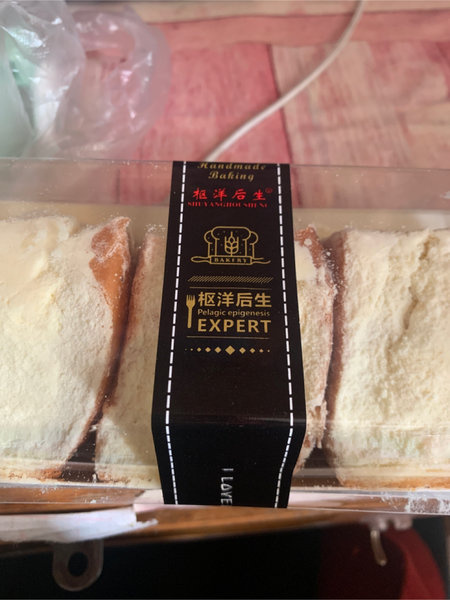 Handmade
Baking
枢洋后生®
SHUYANGHOUSHENG
BAKERY
枢洋后生
Pelagic epigenesis
EXPERT
I LOVE